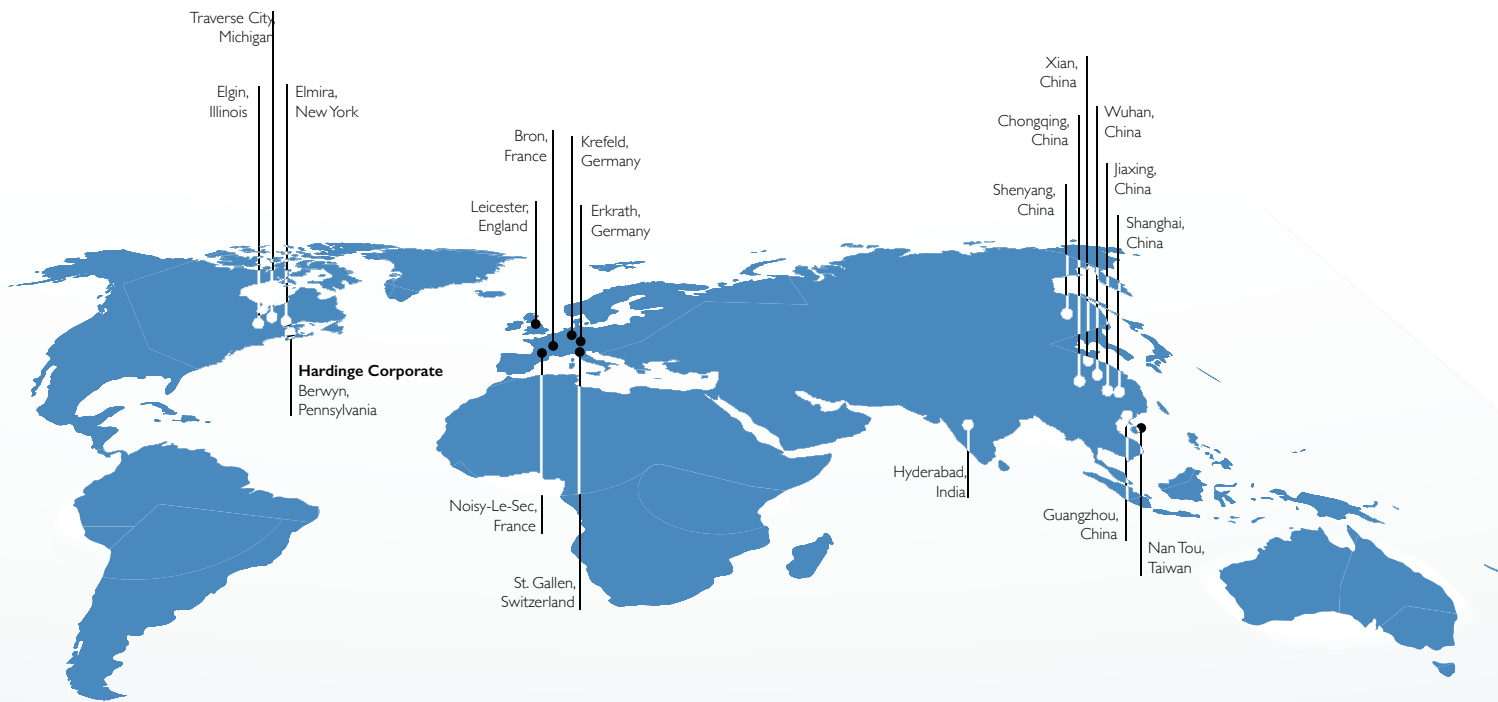 Traverse City,
Michigan
Elgin,
Illinois
Elmira,
New York
Hardinge Corporate
Berwyn,
Pennsylvania
Bron,
France
Krefeld,
Germany
Leicester,
England
Erkrath,
Germany
Noisy-Le-Sec,
France
St. Gallen,
Switzerland
Xian,
China
Chongqing,
China
Wuhan,
China
Shenyang,
China
Jiaxing,
China
Shanghai,
China
Hyderabad,
India
Guangzhou,
China
Nan Tou,
Taiwan